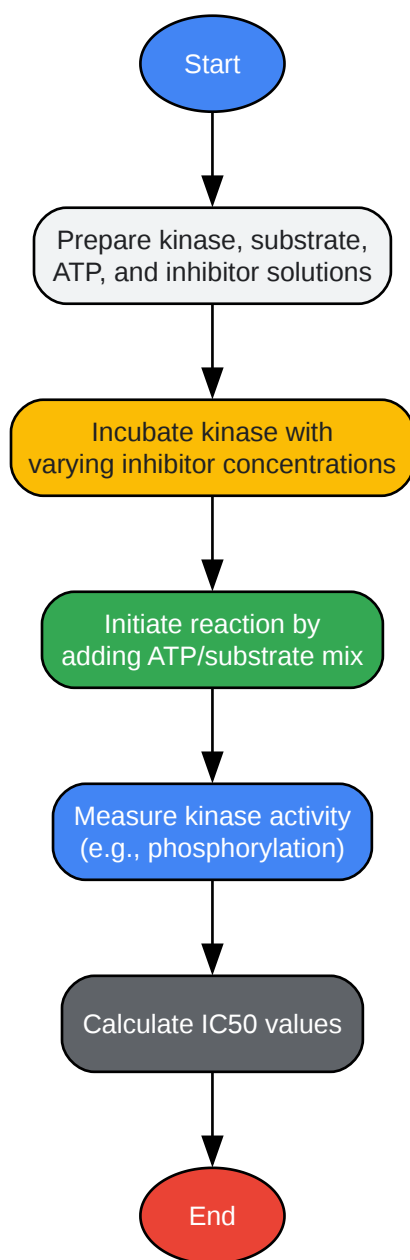 Start
Prepare kinase, substrate,
ATP, and inhibitor solutions
Incubate kinase with
varying inhibitor concentrations
Initiate reaction by
adding ATP/substrate mix
Measure kinase activity
(e.g., phosphorylation)
Calculate IC50 values
End